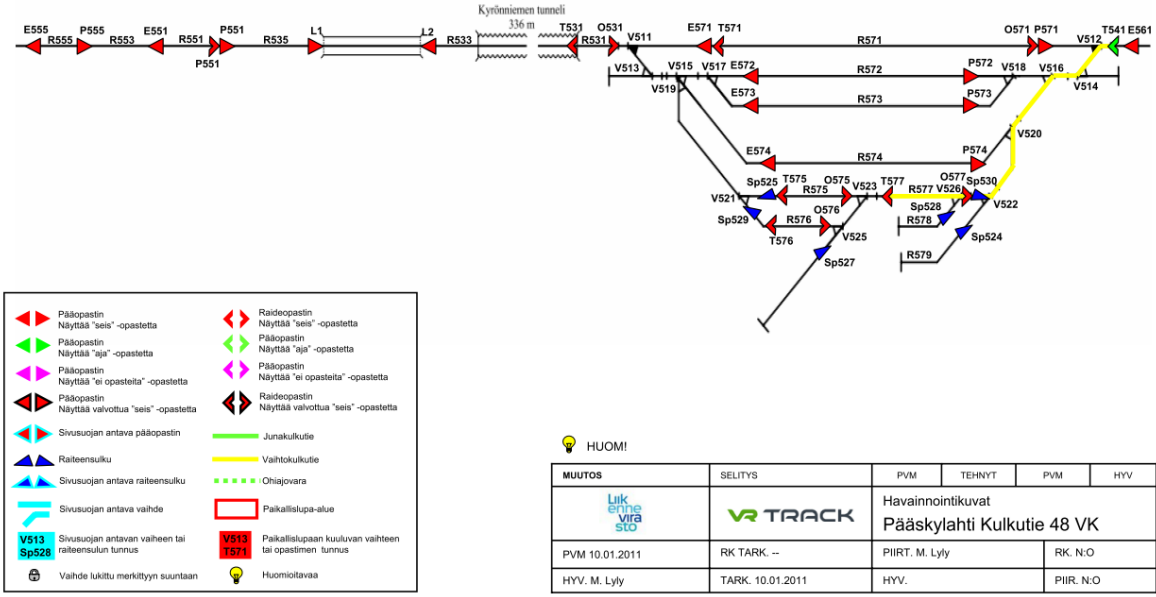 Kyrönniemen tunneli
336 m
E555 P555 E551 P551 L1 L2 T531 O531 V511 E571 T571 O571 P571 V512 T541 E561
R555 R553 R551 R535 R533 R531 R571
P551
V513 V515 V517 E572 R572 P572 V518 V516
V519 V514
E573 R573 P573
V520
E574 R574 P574
Sp525 T575 O575 V523 T577 O577 Sp530
R575 R577 V526
V521 V522
Sp529 R576 O576 Sp528
T576 V525 R578 Sp524
Sp527 R579
Pääopastin
Näyttää "seis" -opastetta
Raideopastin
Näyttää "seis" -opastetta
Pääopastin
Näyttää "aja" -opastetta
Pääopastin
Näyttää "aja" -opastetta
Pääopastin
Näyttää "ei opasteita" -opastetta
Pääopastin
Näyttää "ei opasteita" -opastetta
Pääopastin
Näyttää valvottua "seis" -opastetta
Raideopastin
Näyttää valvottua "seis" -opastetta
Sivusuojan antava pääopastin
Junakulkutie
Raiteensulku
Vaihtokulkutie
Sivusuojan antava raiteensulku
Ohiajovara
Sivusuojan antava vaihde
Paikallislupa-alue
V513
Sp528
Sivusuojan antavan vaiheen tai
raiteensulun tunnus
V513
T571
Paikallislupaan kuuluvan vaihteen
tai opastimen tunnus
Vaihde lukittu merkittyyn suuntaan
Huomioitavaa
HUOM!
MUUTOS SELITYS PVM TEHNYT PVM HYV
Liik
enne
vira
sto
VR TRACK
Havainnointikuvat
Pääskylahti Kulkutie 48 VK
PVM 10.01.2011 RK TARK. -- PIIRT. M. Lyly RK. N:O
HYV. M. Lyly TARK. 10.01.2011 HYV. PIIR. N:O